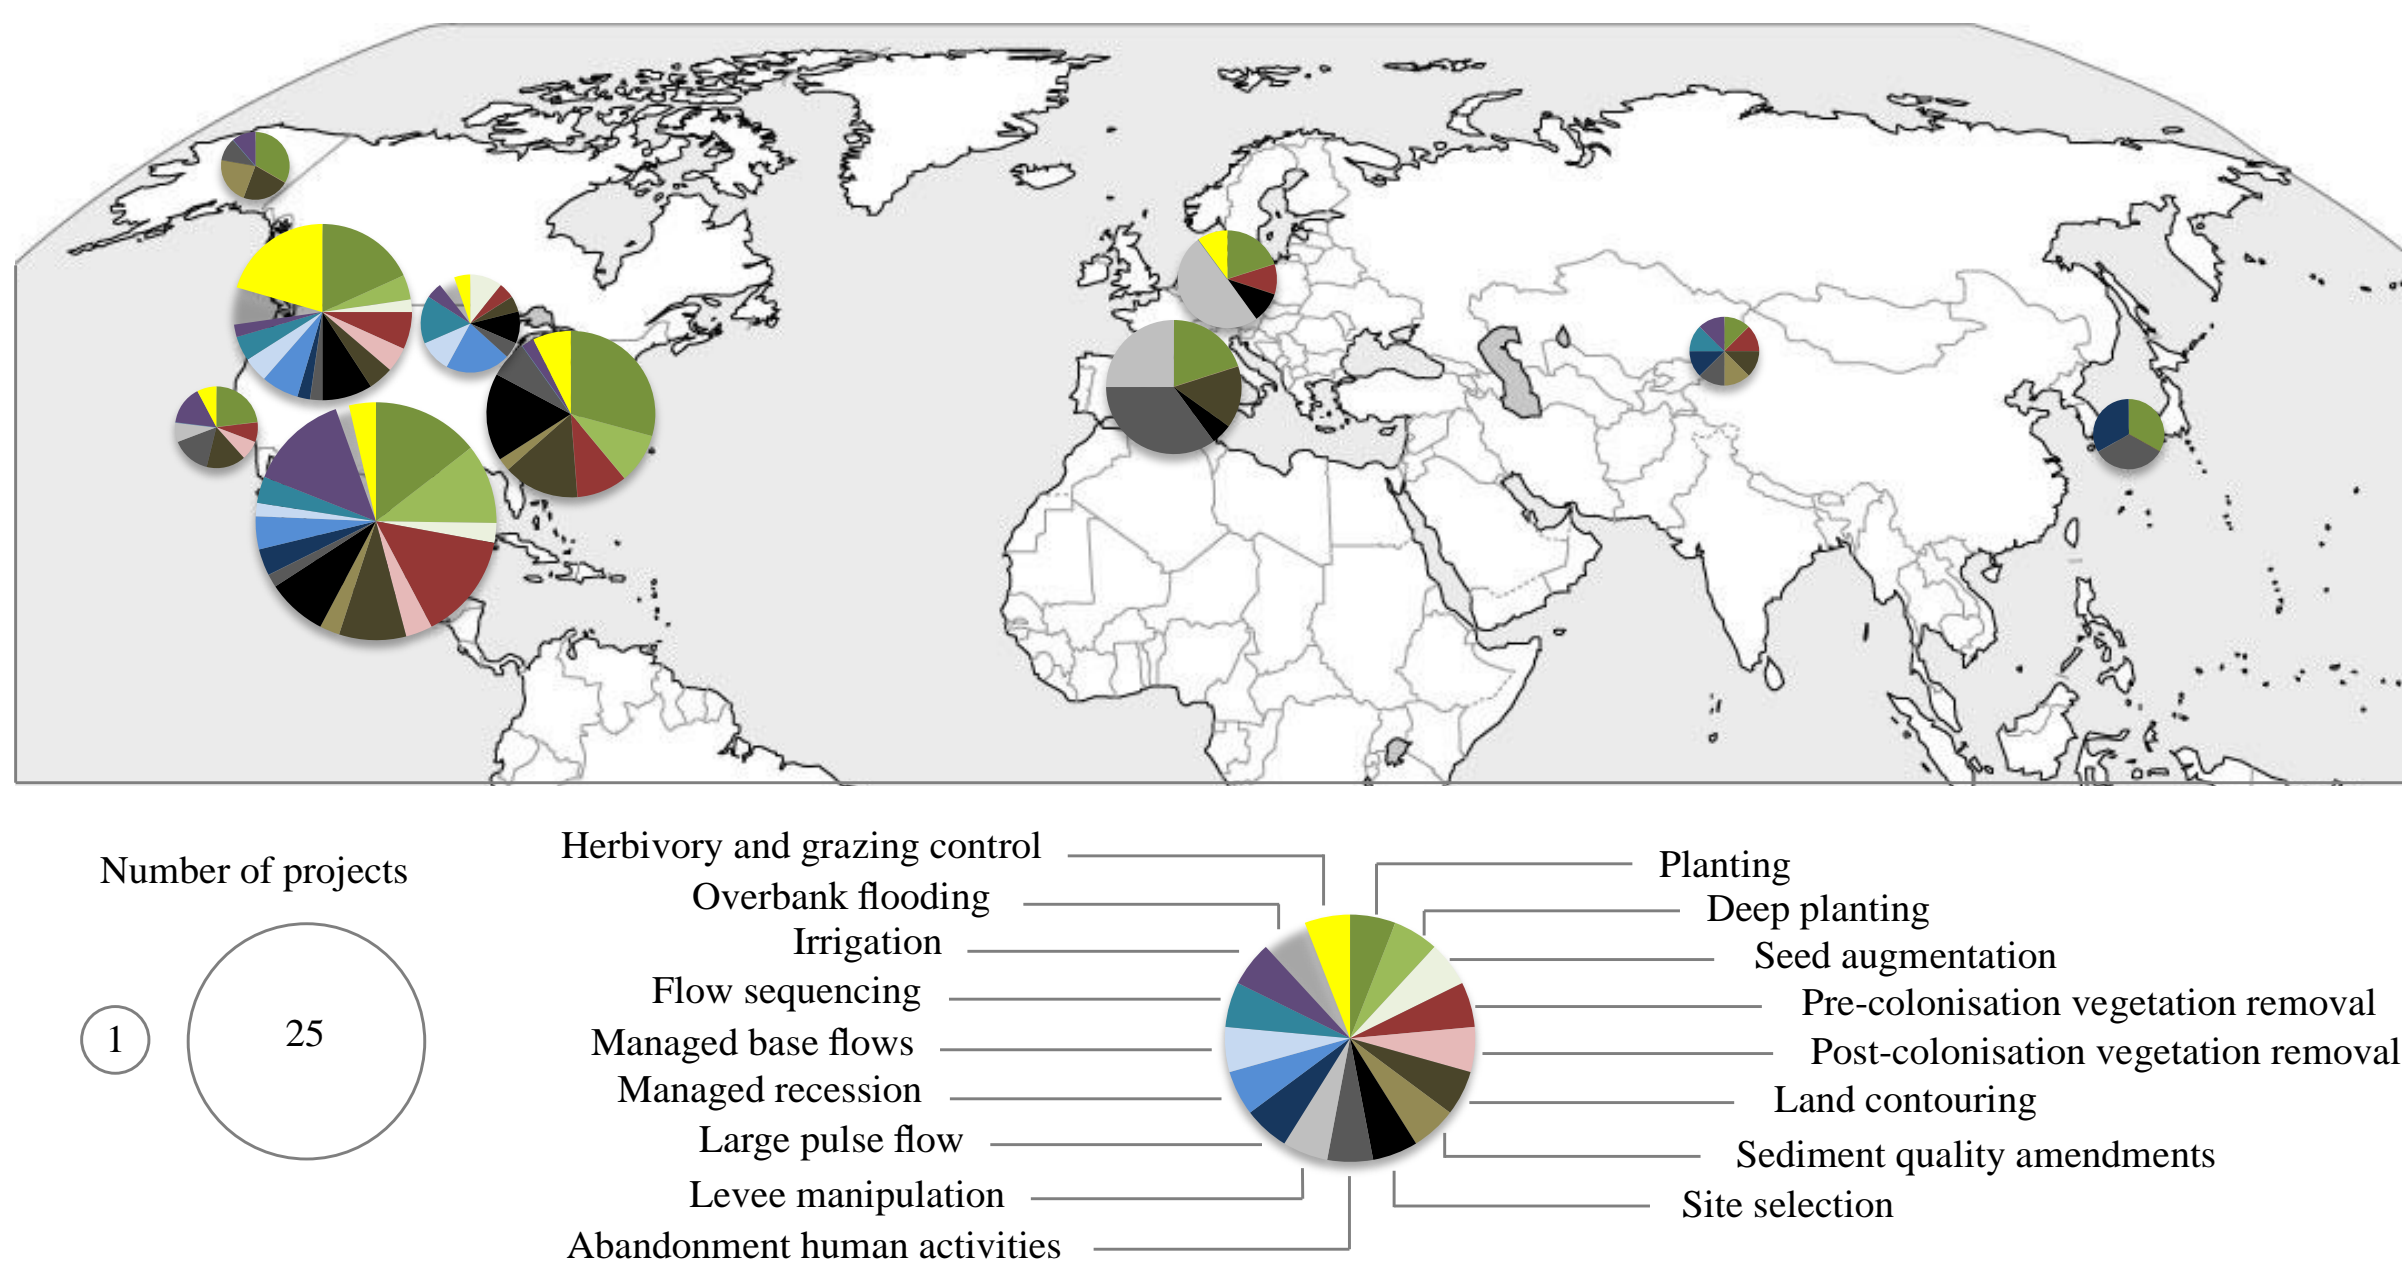 Number of projects
1
25
Herbivory and grazing control
Overbank flooding
Irrigation
Flow sequencing
Managed base flows
Managed recession
Large pulse flow
Levee manipulation
Abandonment human activities
Planting
Deep planting
Seed augmentation
Pre-colonisation vegetation removal
Post-colonisation vegetation removal
Land contouring
Sediment quality amendments
Site selection